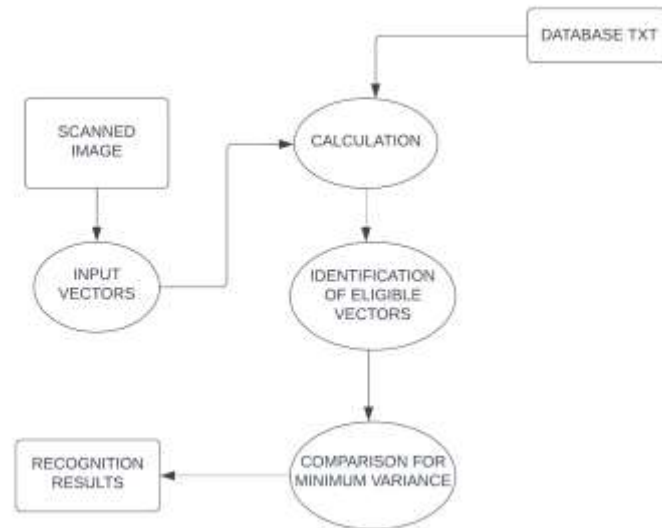 DATABASE TXT
SCANNED
IMAGE
CALCULATION
INPUT
VECTORS
IDENTIFICATION
OF ELIGIBLE
VECTORS
COMPARISON FOR
MINIMUM VARIANCE
RECOGNITION
RESULTS